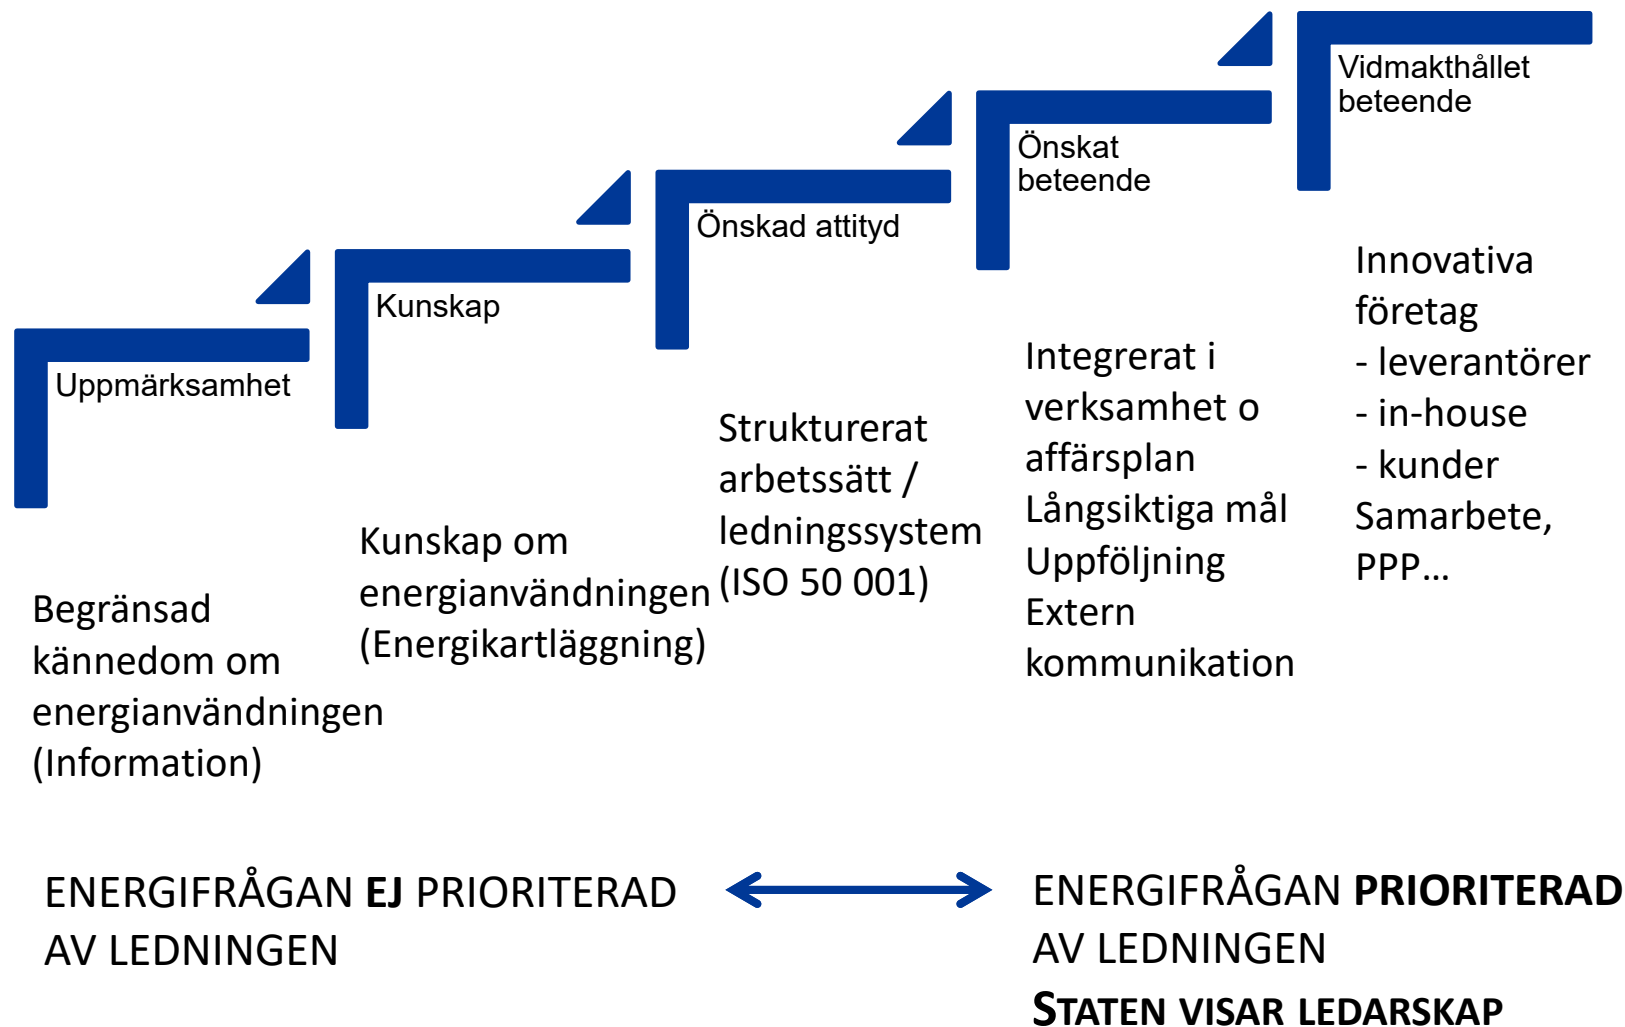 Uppmärksamhet
Begränsad
kännedom om
energianvändningen
(Information)
Kunskap
Kunskap om
energianvändningen
(Energikartläggning)
Önskad attityd
Strukturerat
arbetssätt /
ledningssystem
(ISO 50 001)
Önskat
beteende
Integrerat i
verksamhet o
affärsplan
Långsiktiga mål
Uppföljning
Extern
kommunikation
Vidmakthållet
beteende
Innovativa
företag
- leverantörer
- in-house
- kunder
Samarbete,
PPP…
ENERGIFRÅGAN EJ PRIORITERAD
AV LEDNINGEN
ENERGIFRÅGAN PRIORITERAD
AV LEDNINGEN
STATEN VISAR LEDARSKAP